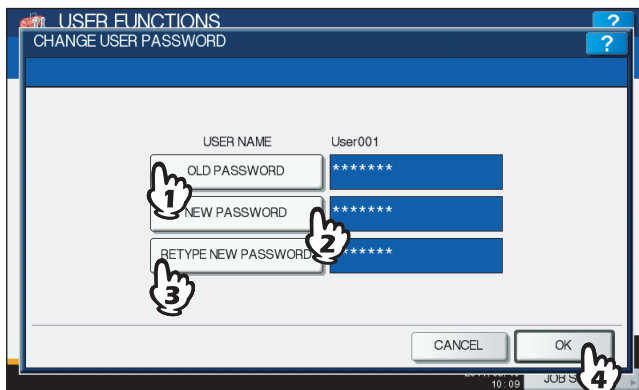 USER FUNCTIONS ?
CHANGE USER PASSWORD ?
USER NAME User001
OLD PASSWORD *******
1
NEW PASSWORD *******
2
RETYPE NEW PASSWORD ******
3
CANCEL OK
4
10:09 JOB S